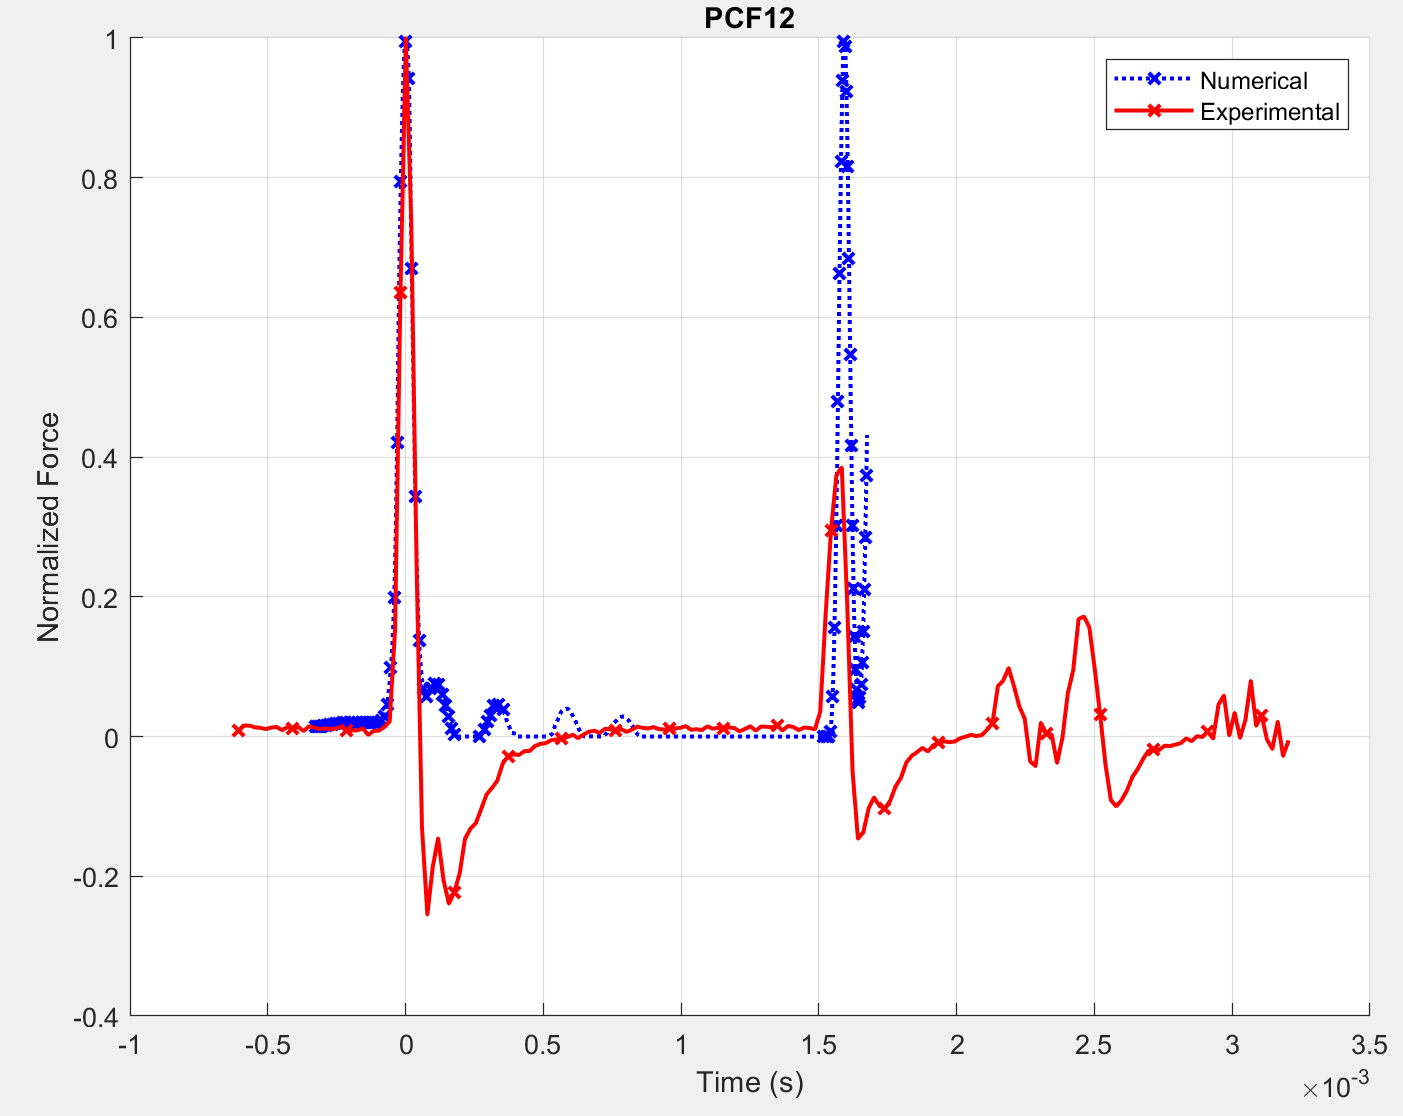 PCF12
1
0.8
0.6
0.4
0.2
0
-0.2
-0.4
Normalized Force
Numerical
Experimental
-1 -0.5 0 0.5 1 1.5 2 2.5 3 3.5
Time (s)
×10⁻³